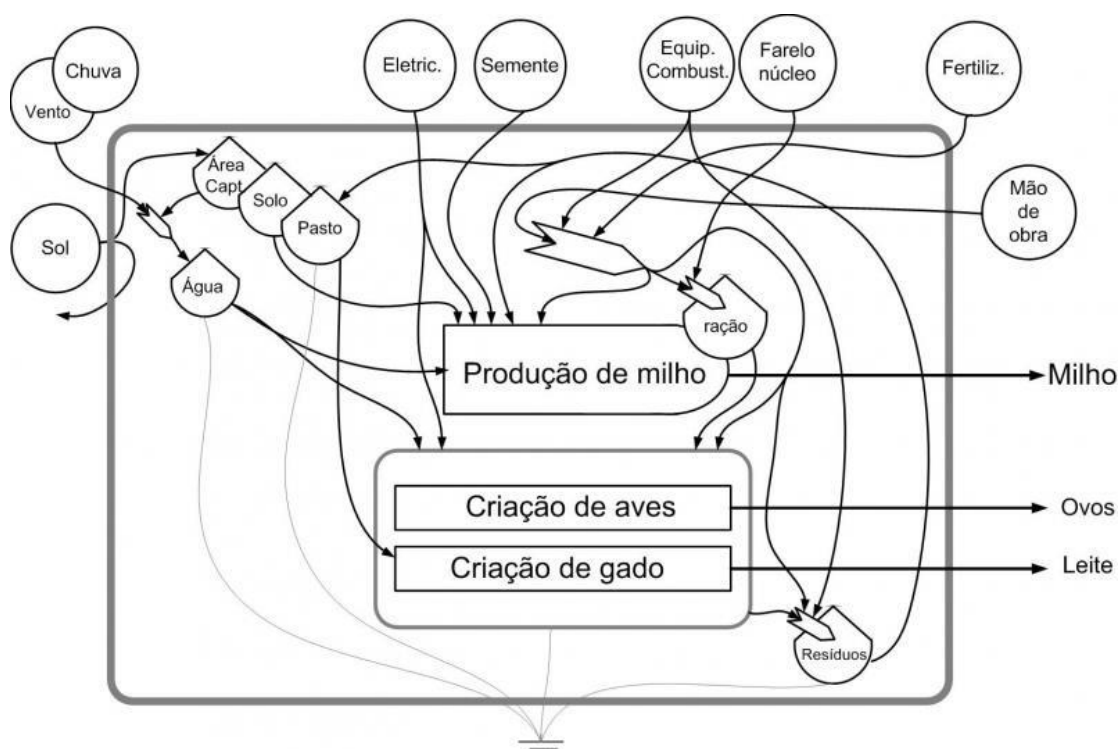 Chuva
Vento
Eletric.
Semente
Equip.
Combust.
Farelo
núcleo
Fertiliz.
Área
Capt.
Solo
Pasto
Mão
de
obra
Sol
Água
ração
Produção de milho
Milho
Criação de aves
Ovos
Criação de gado
Leite
Resíduos